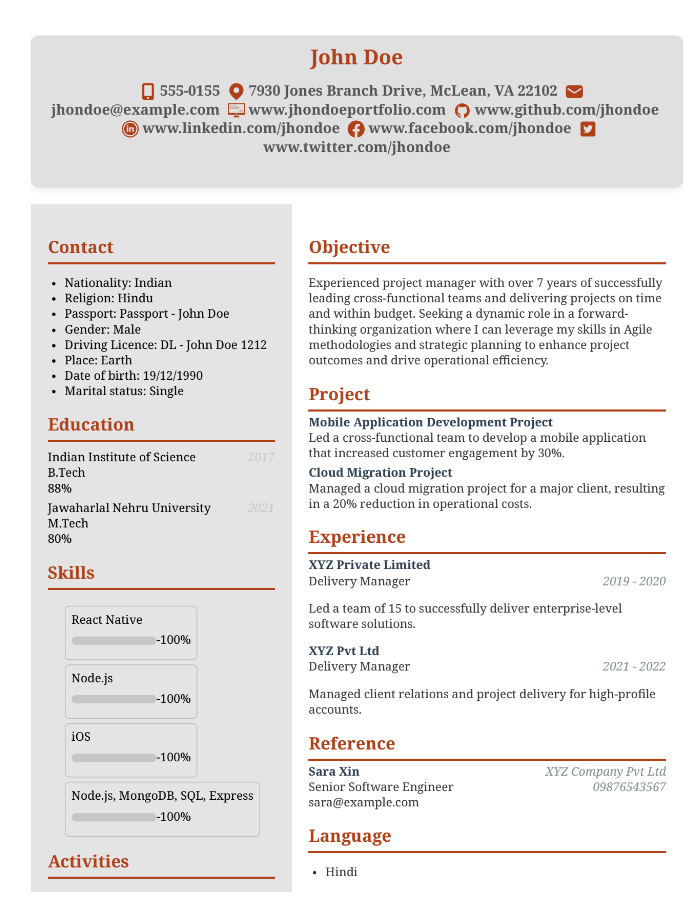 John Doe
555-0155 7930 Jones Branch Drive, McLean, VA 22102
jhondoe@example.com www.jhondoeportfolio.com www.github.com/jhondoe
www.linkedin.com/jhondoe www.facebook.com/jhondoe
www.twitter.com/jhondoe
Contact
• Nationality: Indian
• Religion: Hindu
• Passport: Passport - John Doe
• Gender: Male
• Driving Licence: DL - John Doe 1212
• Place: Earth
• Date of birth: 19/12/1990
• Marital status: Single
Education
Indian Institute of Science 2017
B.Tech
88%
Jawaharlal Nehru University 2021
M.Tech
80%
Skills
React Native
-100%
Node.js
-100%
iOS
-100%
Node.js, MongoDB, SQL, Express
-100%
Activities
Objective
Experienced project manager with over 7 years of successfully
leading cross-functional teams and delivering projects on time
and within budget. Seeking a dynamic role in a forward-
thinking organization where I can leverage my skills in Agile
methodologies and strategic planning to enhance project
outcomes and drive operational efficiency.
Project
Mobile Application Development Project
Led a cross-functional team to develop a mobile application
that increased customer engagement by 30%.
Cloud Migration Project
Managed a cloud migration project for a major client, resulting
in a 20% reduction in operational costs.
Experience
XYZ Private Limited
Delivery Manager 2019 - 2020
Led a team of 15 to successfully deliver enterprise-level
software solutions.
XYZ Pvt Ltd
Delivery Manager 2021 - 2022
Managed client relations and project delivery for high-profile
accounts.
Reference
Sara Xin XYZ Company Pvt Ltd
Senior Software Engineer 09876543567
sara@example.com
Language
• Hindi